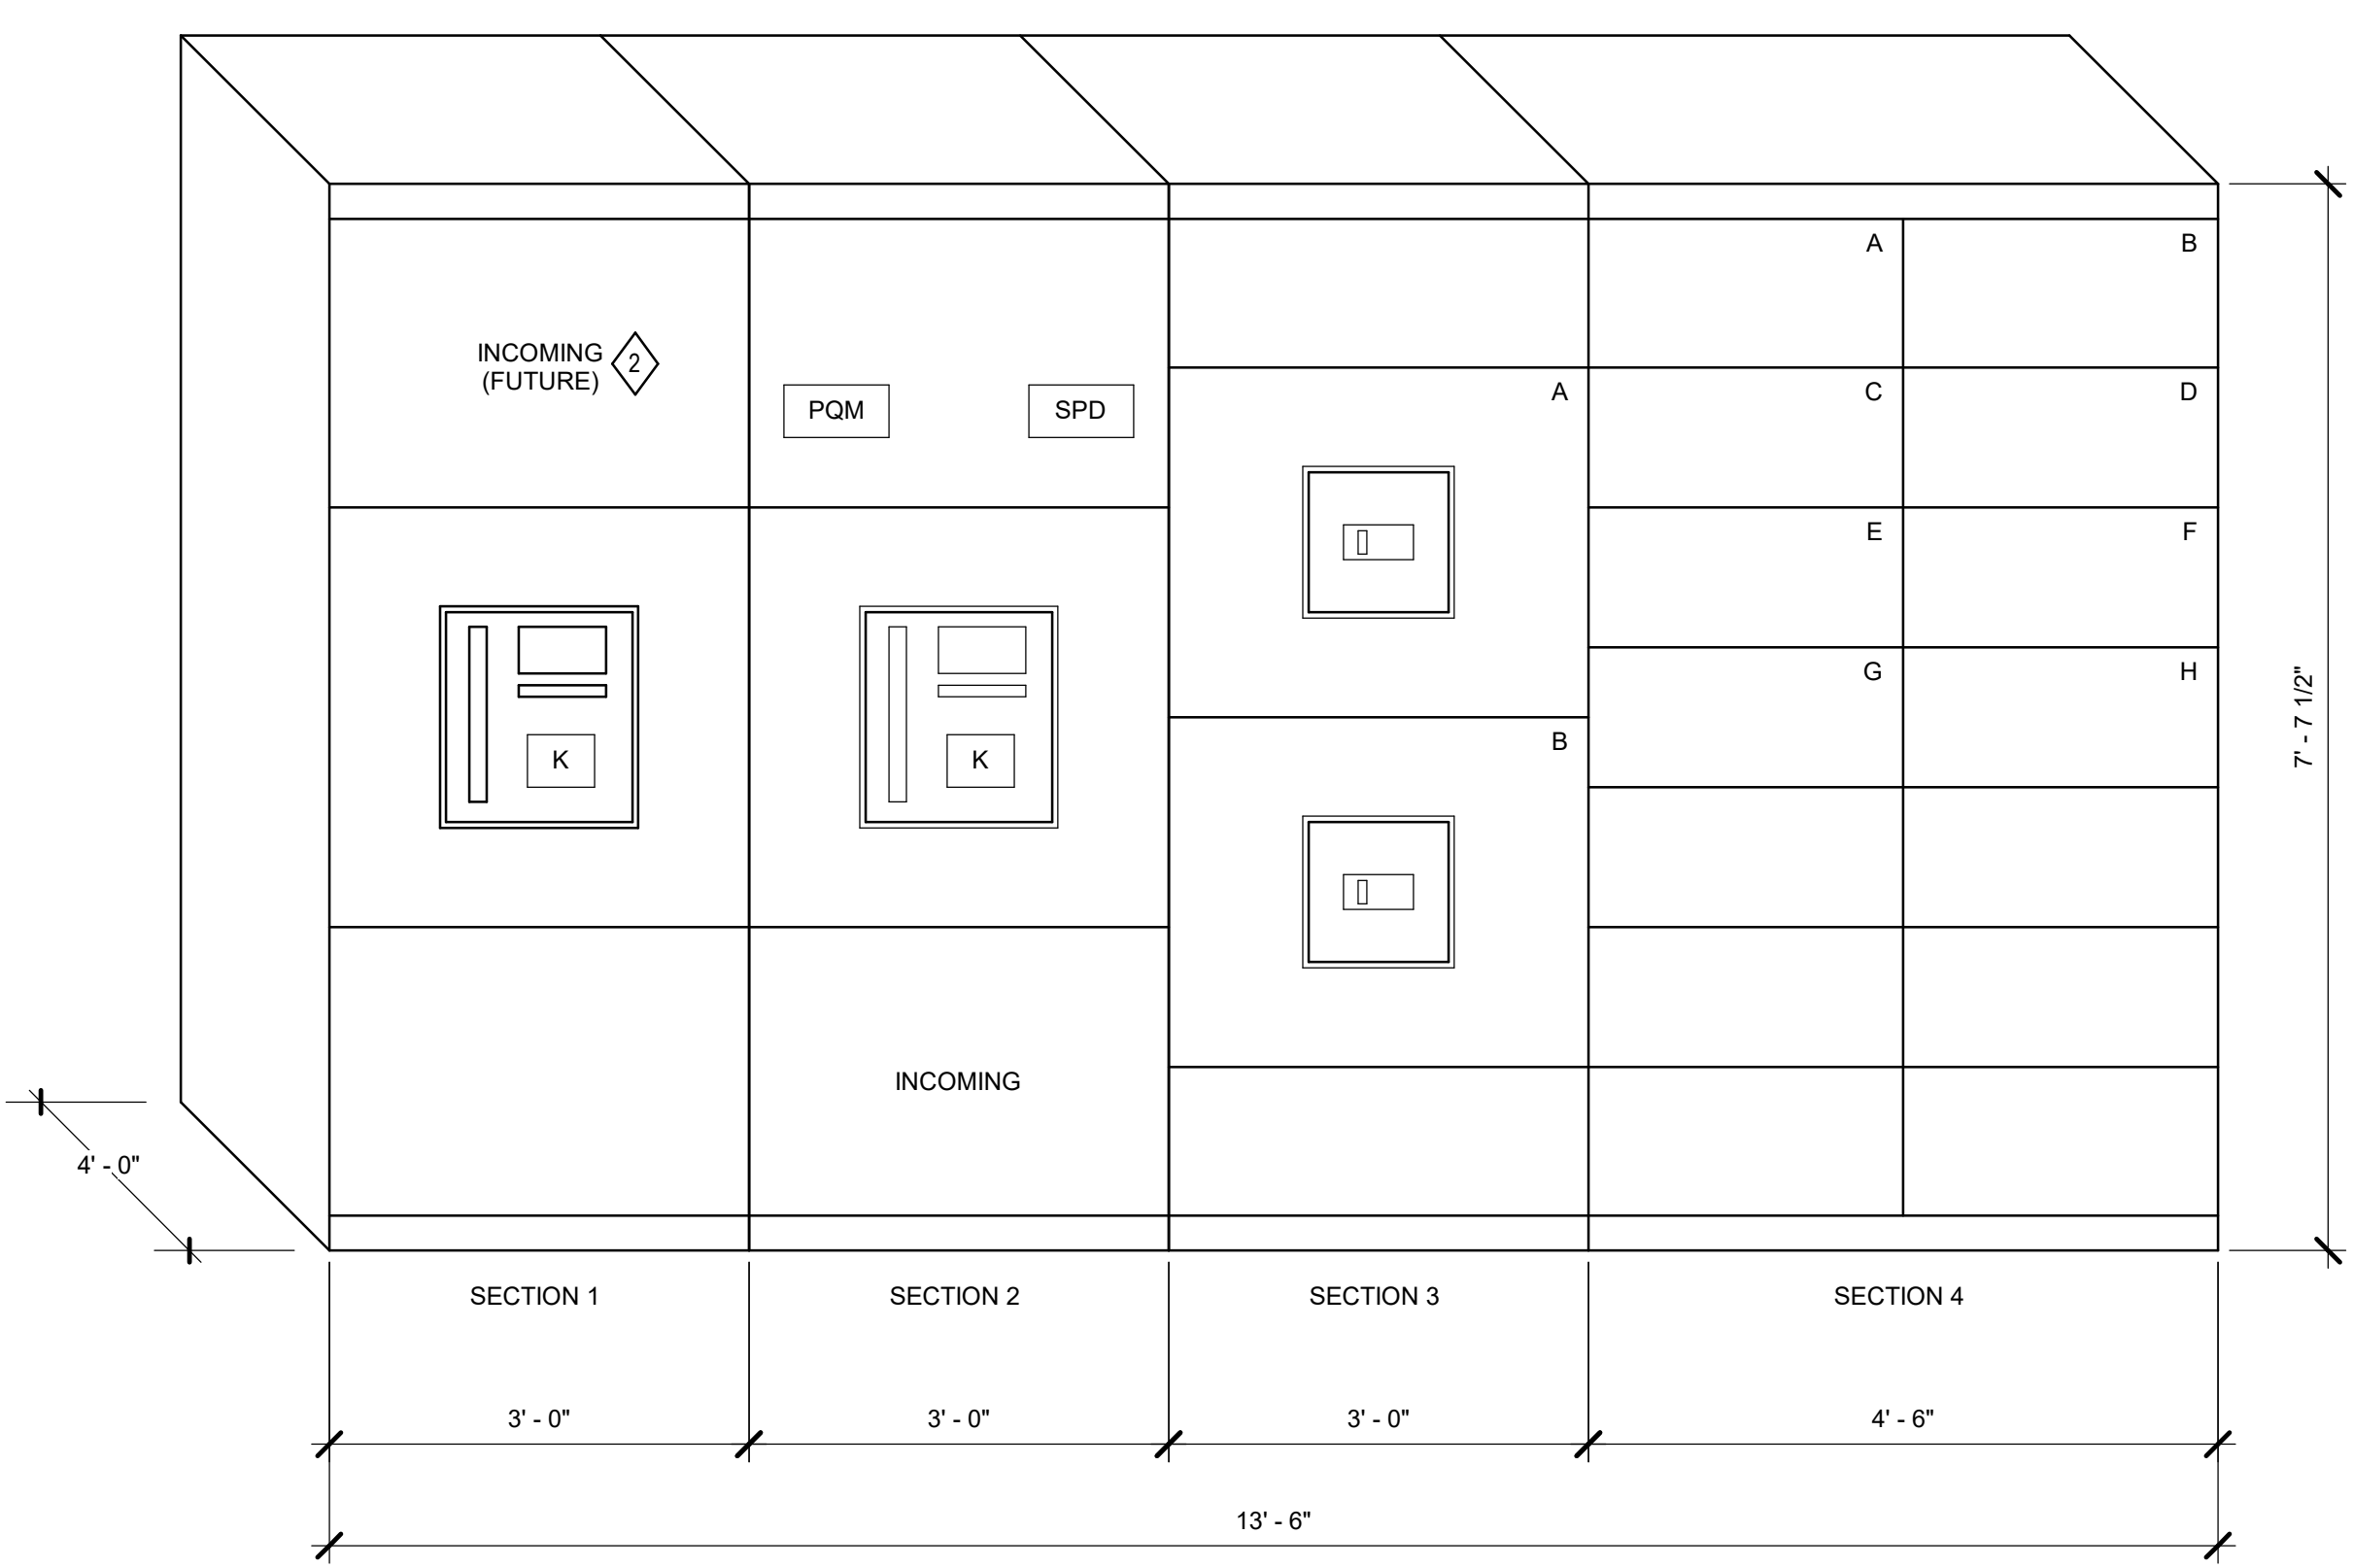 A
B
INCOMING
(FUTURE)
2
PQM
SPD
A
C
D
E
F
G
H
K
K
B
7' - 7 1/2"
INCOMING
4' - 0"
SECTION 1
SECTION 2
SECTION 3
SECTION 4
3' - 0"
3' - 0"
3' - 0"
4' - 6"
13' - 6"